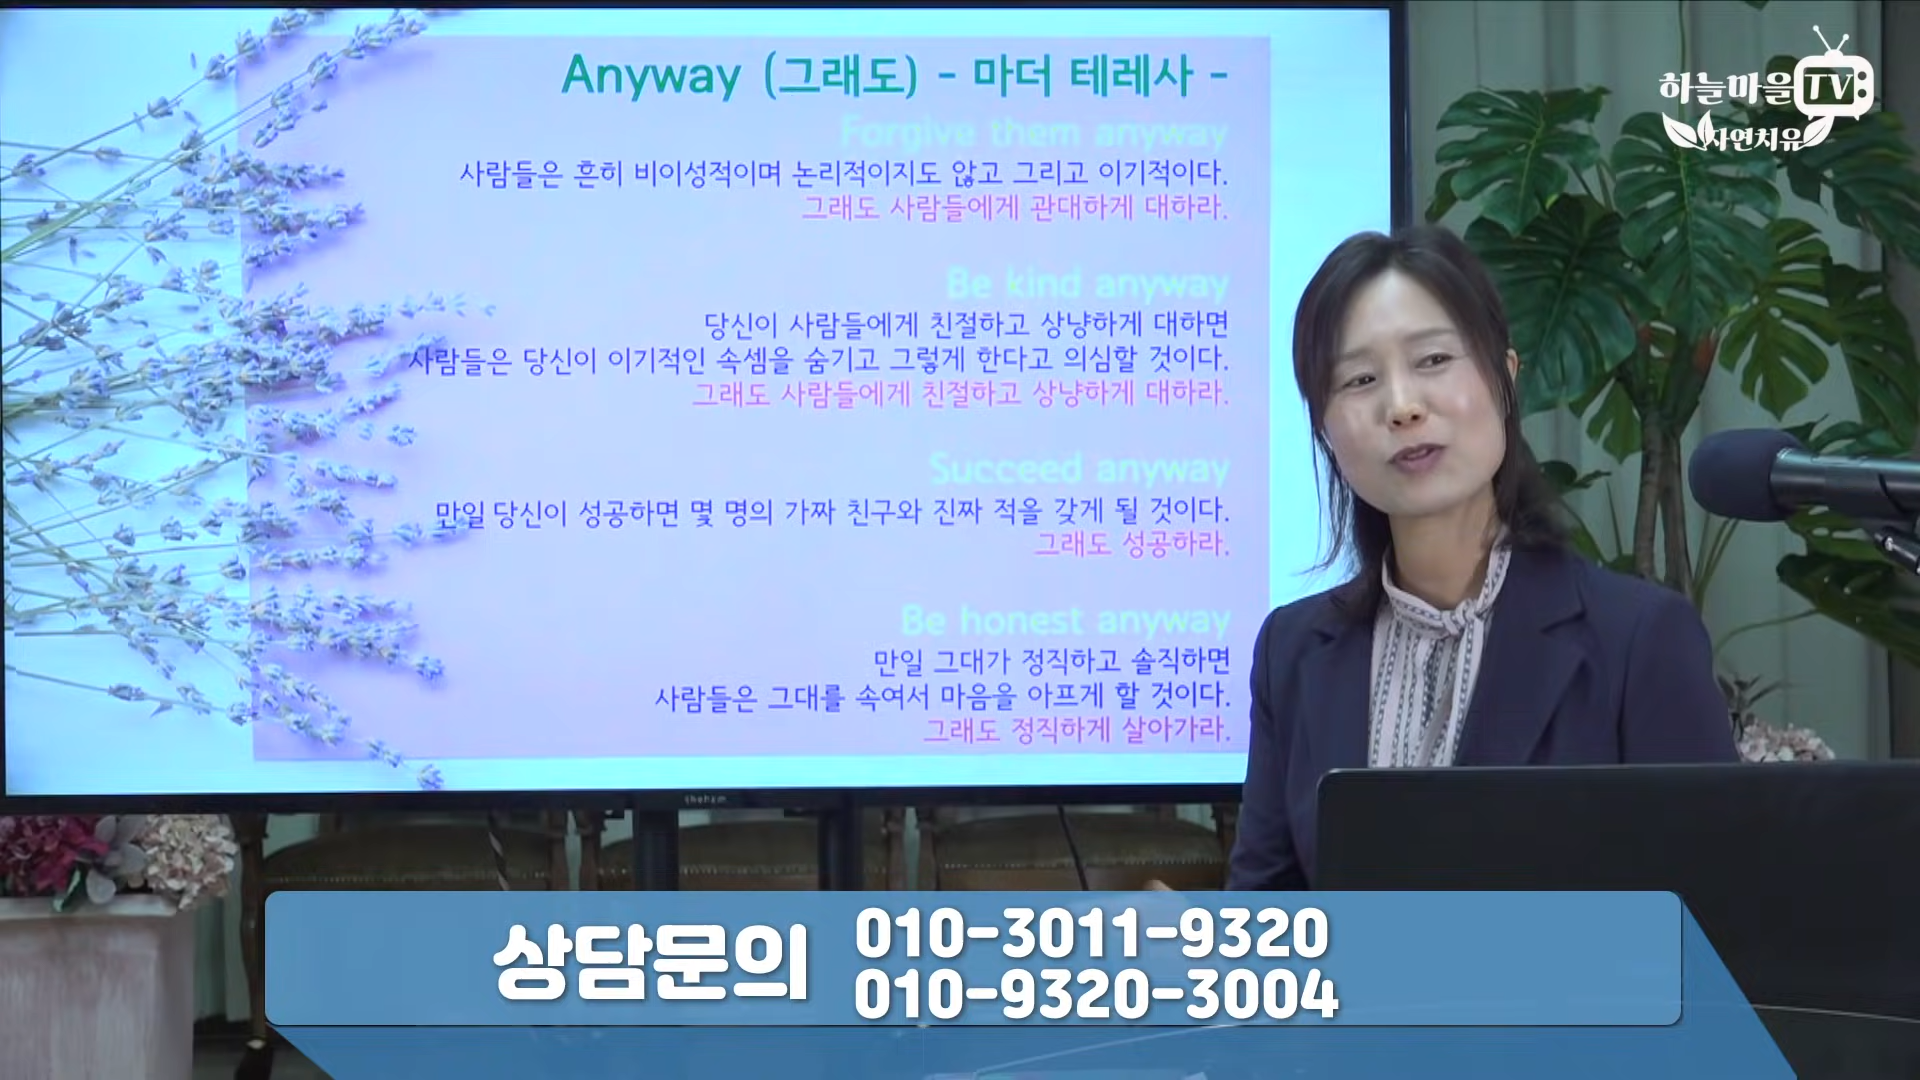 Anyway (그래도) - 마더 테레사 -
Forgive them anyway
사람들은 흔히 비이성적이며 논리적이지도 않고 그리고 이기적이다.
그래도 사람들에게 관대하게 대하라.
Be kind anyway
당신이 사람들에게 친절하고 상냥하게 대하면
사람들은 당신이 이기적인 속셈을 숨기고 그렇게 한다고 의심할 것이다.
그래도 사람들에게 친절하고 상냥하게 대하라.
Succeed anyway
만일 당신이 성공하면 몇 명의 가짜 친구와 진짜 적을 갖게 될 것이다.
그래도 성공하라.
Be honest anyway
만일 그대가 정직하고 솔직하면
사람들은 그대를 속여서 마음을 아프게 할 것이다.
그래도 정직하게 살아가라.
하늘마을TV
자연치유
상담문의
010-3011-9320
010-9320-3004